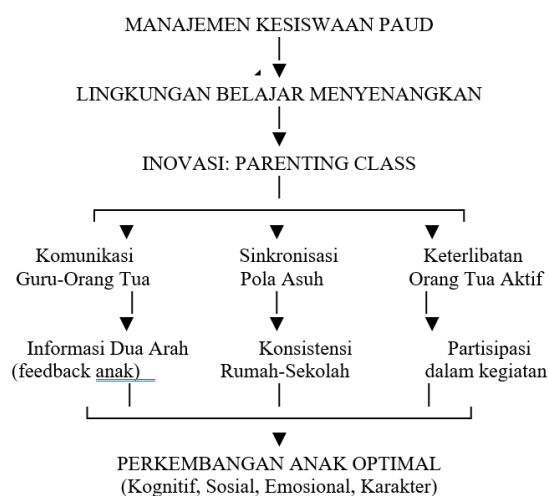 MANAJEMEN KESISWAAN PAUD
LINGKUNGAN BELAJAR MENYENANGKAN
INOVASI: PARENTING CLASS
Komunikasi
Guru-Orang Tua
Sinkronisasi
Pola Asuh
Keterlibatan
Orang Tua Aktif
Informasi Dua Arah
(feedback anak)
Konsistensi
Rumah-Sekolah
Partisipasi
dalam kegiatan
PERKEMBANGAN ANAK OPTIMAL
(Kognitif, Sosial, Emosional, Karakter)